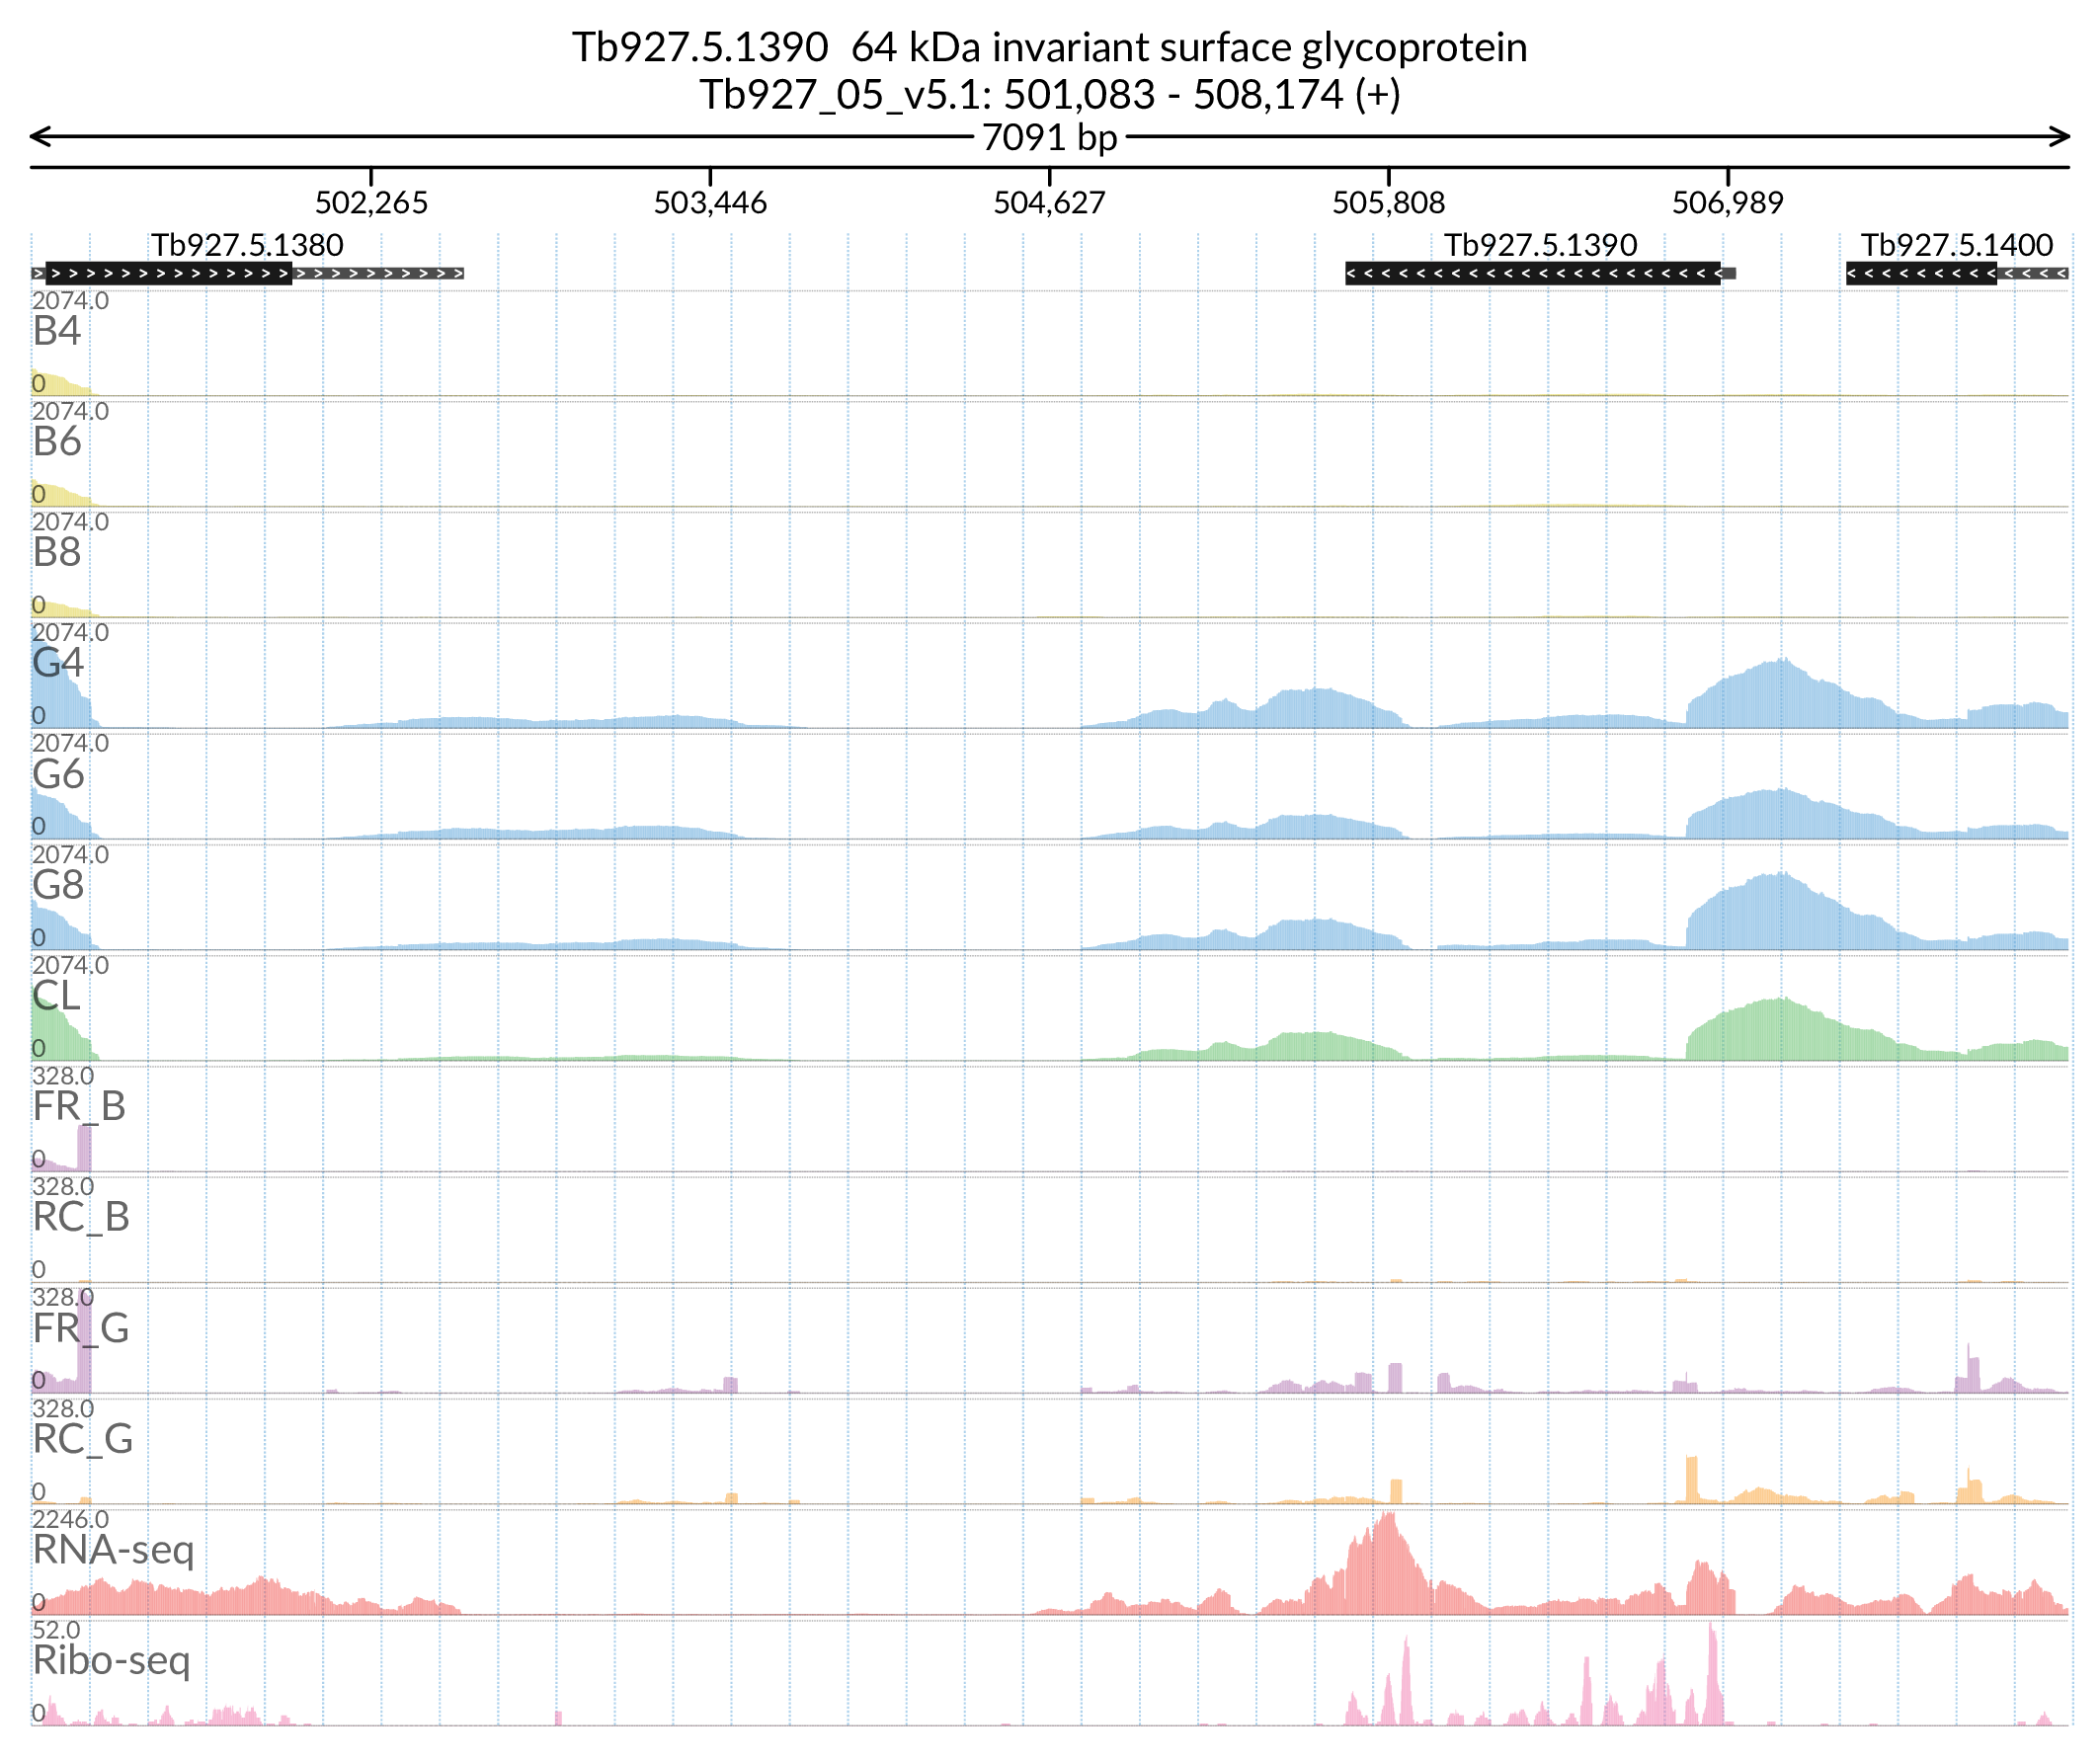 Tb927.5.1390 64 kDa invariant surface glycoprotein
Tb927_05_v5.1: 501,083 - 508,174 (+)
7091 bp
502,265 503,446 504,627 505,808 506,989
Tb927.5.1380 Tb927.5.1390 Tb927.5.1400
2074.0
B4
0
2074.0
B6
0
2074.0
B8
0
2074.0
G4
0
2074.0
G6
0
2074.0
G8
0
2074.0
CL
0
328.0
FR_B
0
328.0
RC_B
0
328.0
FR_G
0
328.0
RC_G
0
2246.0
RNA-seq
0
52.0
Ribo-seq
0